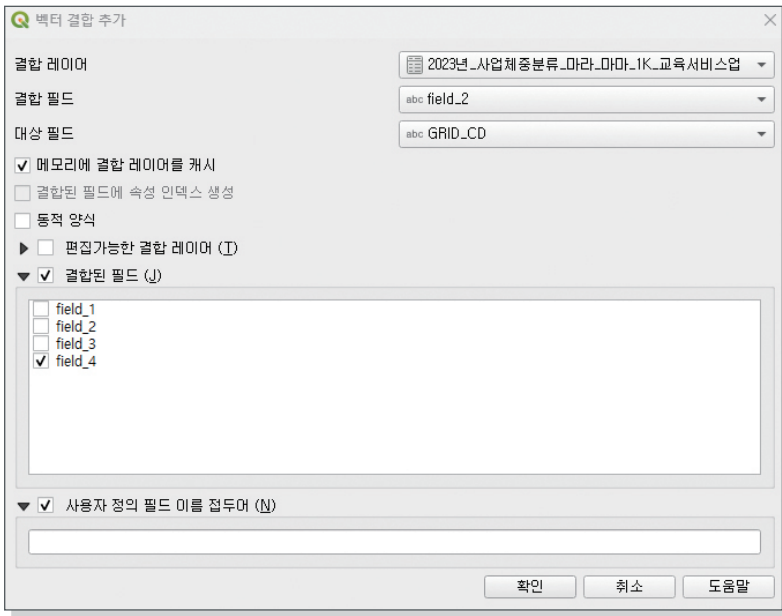 벡터 결합 추가
결합 레이어
2023년_사업체중분류_마라_마마_1K_교육서비스업
결합 필드
abc field_2
대상 필드
abc GRID_CD
메모리에 결합 레이어를 캐시
결합된 필드에 속성 인덱스 생성
동적 양식
편집가능한 결합 레이어 (T)
결합된 필드 (J)
field_1
field_2
field_3
field_4
사용자 정의 필드 이름 접두어 (N)
확인
취소
도움말